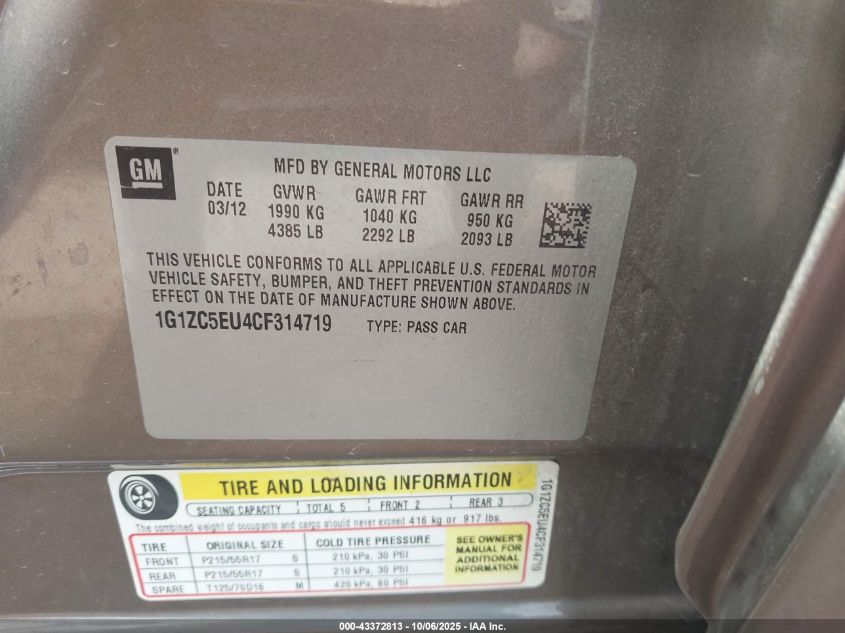 GM®
MFD BY GENERAL MOTORS LLC
DATE GVWR GAWR FRT GAWR RR
03/12 1990 KG 1040 KG 950 KG
4385 LB 2292 LB 2093 LB
THIS VEHICLE CONFORMS TO ALL APPLICABLE U.S. FEDERAL MOTOR
VEHICLE SAFETY, BUMPER, AND THEFT PREVENTION STANDARDS IN
EFFECT ON THE DATE OF MANUFACTURE SHOWN ABOVE.
1G1ZC5EU4CF314719 TYPE: PASS CAR
TIRE AND LOADING INFORMATION
SEATING CAPACITY TOTAL 5 FRONT 2 REAR 3
The combined weight of occupants and cargo should never exceed 416 kg or 917 lbs.
TIRE ORIGINAL SIZE COLD TIRE PRESSURE
FRONT P215/55R17 S 210 kPa, 30 PSI
REAR P215/55R17 S 210 kPa, 30 PSI
SPARE T125/70D16 M 420 kPa, 60 PSI
SEE OWNER'S
MANUAL FOR
ADDITIONAL
INFORMATION
1G1ZC5EU4CF314719
000-43372813 - 10/06/2025 - IAA Inc.